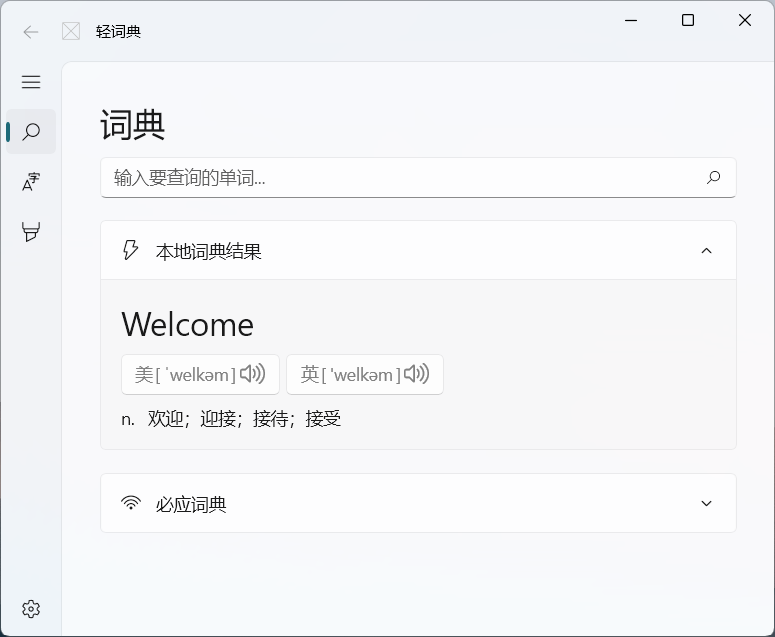 轻词典
词典
输入要查询的单词...
本地词典结果
Welcome
美[ ˈwelkəm] 英['welkəm]
n. 欢迎；迎接；接待；接受
必应词典